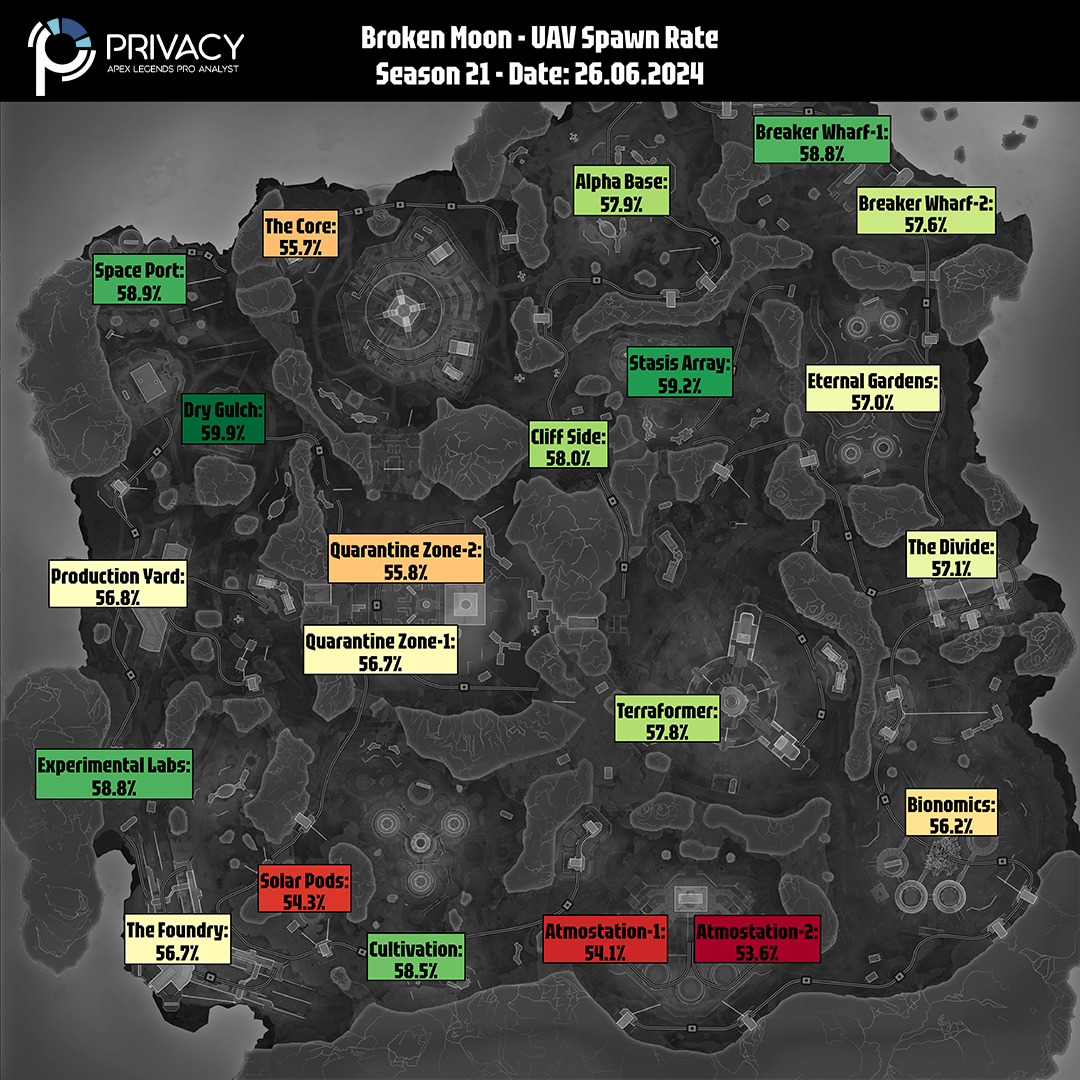 PRIVACY
APEX LEGENDS PRO ANALYST
Broken Moon - UAV Spawn Rate
Season 21 - Date: 26.06.2024
Breaker Wharf-1:
58.8%
Alpha Base:
57.9%
Breaker Wharf-2:
57.6%
The Core:
55.7%
Space Port:
58.9%
Stasis Array:
59.2%
Eternal Gardens:
57.0%
Dry Gulch:
59.9%
Cliff Side:
58.0%
Quarantine Zone-2:
55.8%
The Divide:
57.1%
Production Yard:
56.8%
Quarantine Zone-1:
56.7%
Terraformer:
57.8%
Experimental Labs:
58.8%
Bionomics:
56.2%
Solar Pods:
54.3%
The Foundry:
56.7%
Cultivation:
58.5%
Atmostation-1:
54.1%
Atmostation-2:
53.6%